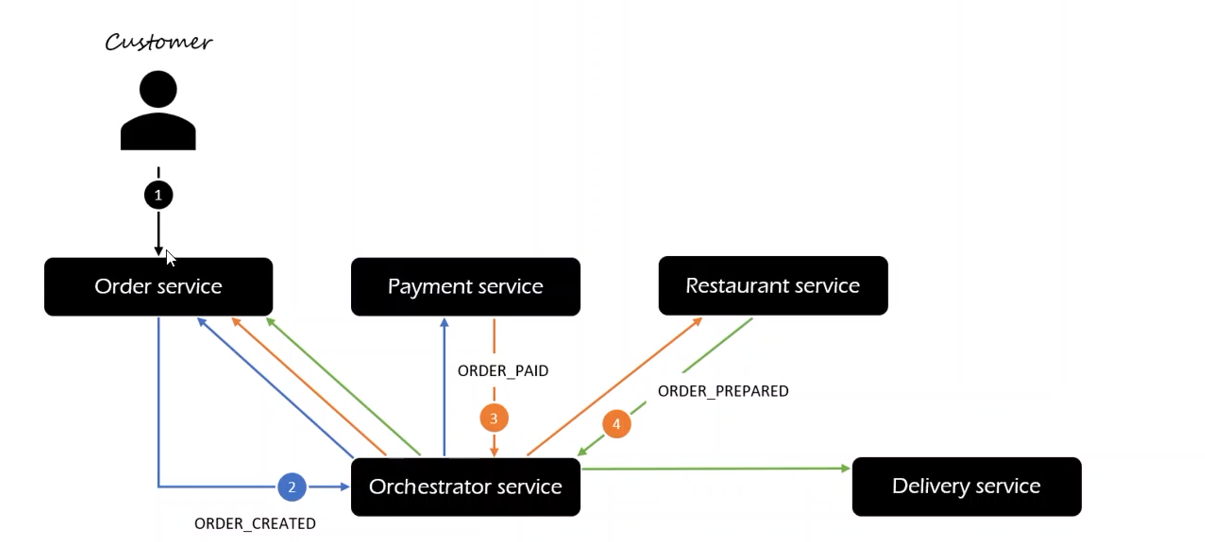 Customer
1
Order service
Payment service
Restaurant service
ORDER_PAID
ORDER_PREPARED
3
4
2
Orchestrator service
Delivery service
ORDER_CREATED